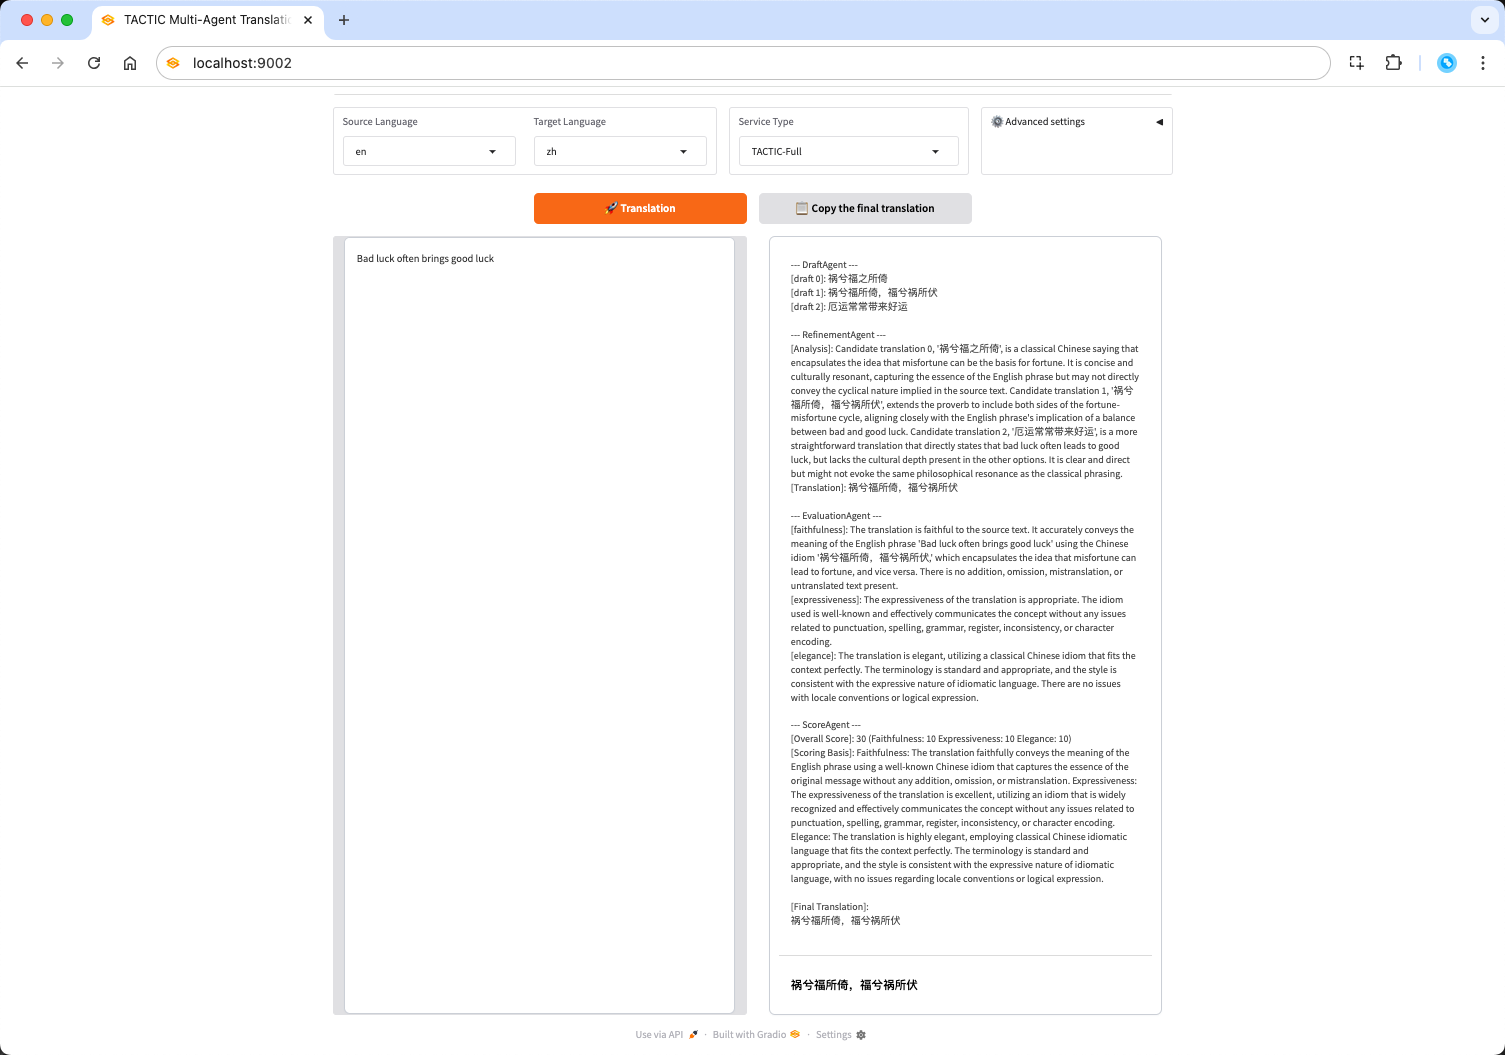 TACTIC Multi-Agent Translati
localhost:9002
Source Language
Target Language
Service Type
Advanced settings
en
zh
TACTIC-Full
Translation
Copy the final translation
Bad luck often brings good luck
--- DraftAgent ---
[draft 0]: 祸兮福之所倚
[draft 1]: 祸兮福所倚，福兮祸所伏
[draft 2]: 厄运常常带来好运
--- RefinementAgent ---
[Analysis]: Candidate translation 0, '祸兮福之所倚', is a classical Chinese saying that
encapsulates the idea that misfortune can be the basis for fortune. It is concise and
culturally resonant, capturing the essence of the English phrase but may not directly
convey the cyclical nature implied in the source text. Candidate translation 1, '祸兮
福所倚，福兮祸所伏', extends the proverb to include both sides of the fortune-
misfortune cycle, aligning closely with the English phrase's implication of a balance
between bad and good luck. Candidate translation 2, '厄运常常带来好运', is a more
straightforward translation that directly states that bad luck often leads to good
luck, but lacks the cultural depth present in the other options. It is clear and direct
but might not evoke the same philosophical resonance as the classical phrasing.
[Translation]: 祸兮福所倚，福兮祸所伏
--- EvaluationAgent ---
[faithfulness]: The translation is faithful to the source text. It accurately conveys the
meaning of the English phrase 'Bad luck often brings good luck' using the Chinese
idiom '祸兮福所倚，福兮祸所伏,' which encapsulates the idea that misfortune can
lead to fortune, and vice versa. There is no addition, omission, mistranslation, or
untranslated text present.
[expressiveness]: The expressiveness of the translation is appropriate. The idiom
used is well-known and effectively communicates the concept without any issues
related to punctuation, spelling, grammar, register, inconsistency, or character
encoding.
[elegance]: The translation is elegant, utilizing a classical Chinese idiom that fits the
context perfectly. The terminology is standard and appropriate, and the style is
consistent with the expressive nature of idiomatic language. There are no issues
with locale conventions or logical expression.
--- ScoreAgent ---
[Overall Score]: 30 (Faithfulness: 10 Expressiveness: 10 Elegance: 10)
[Scoring Basis]: Faithfulness: The translation faithfully conveys the meaning of the
English phrase using a well-known Chinese idiom that captures the essence of the
original message without any addition, omission, or mistranslation. Expressiveness:
The expressiveness of the translation is excellent, utilizing an idiom that is widely
recognized and effectively communicates the concept without any issues related to
punctuation, spelling, grammar, register, inconsistency, or character encoding.
Elegance: The translation is highly elegant, employing classical Chinese idiomatic
language that fits the context perfectly. The terminology is standard and
appropriate, and the style is consistent with the expressive nature of idiomatic
language, with no issues regarding locale conventions or logical expression.
[Final Translation]:
祸兮福所倚，福兮祸所伏
祸兮福所倚，福兮祸所伏
Use via API · Built with Gradio · Settings